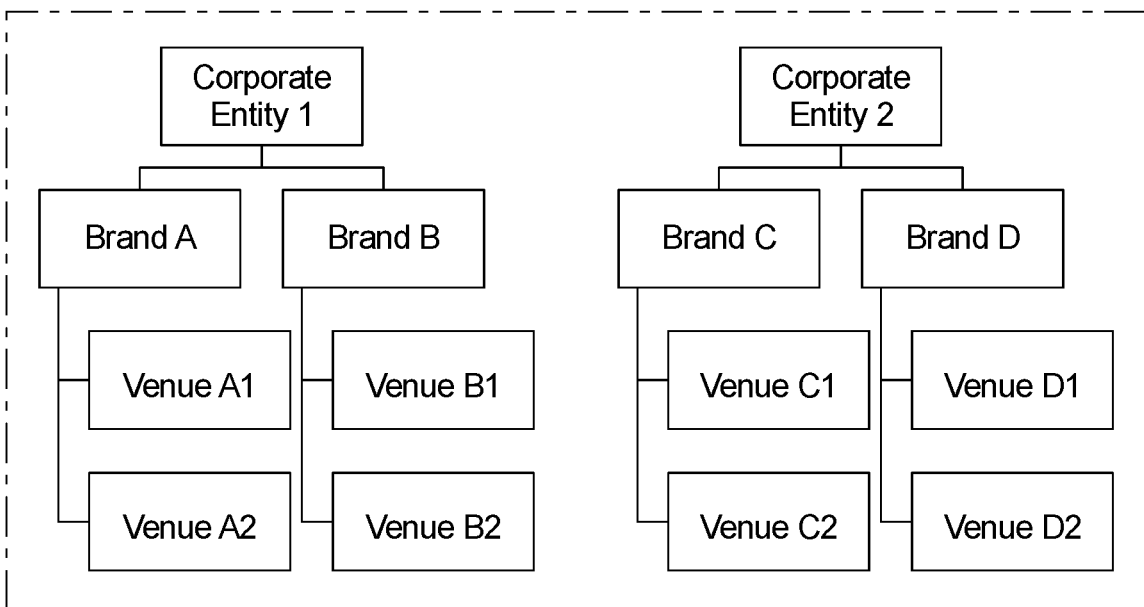 Corporate
Entity 1
Corporate
Entity 2
Brand A
Brand B
Brand C
Brand D
Venue A1
Venue B1
Venue C1
Venue D1
Venue A2
Venue B2
Venue C2
Venue D2